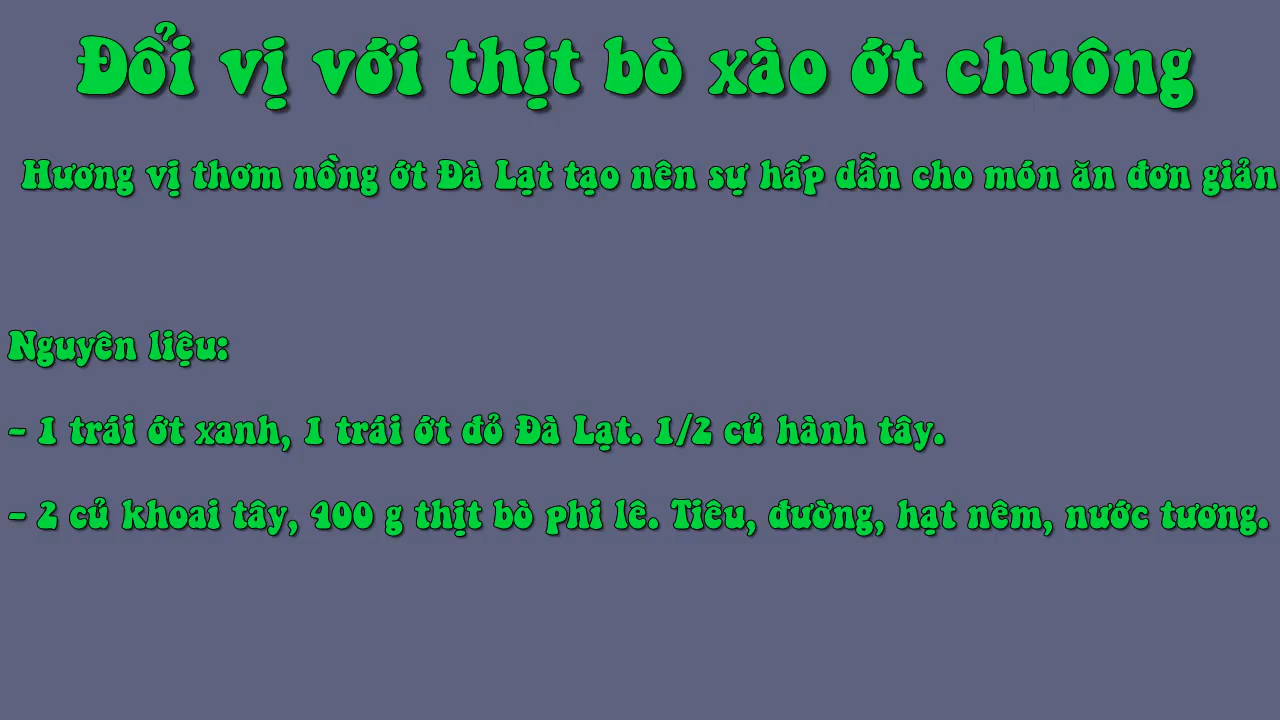 Đổi vị với thịt bò xào ớt chuông
Hương vị thơm nồng ớt Đà Lạt tạo nên sự hấp dẫn cho món ăn đơn giản
Nguyên liệu:
- 1 trái ớt xanh, 1 trái ớt đỏ Đà Lạt. 1/2 củ hành tây.
- 2 củ khoai tây, 400 g thịt bò phi lê. Tiêu, đường, hạt nêm, nước tương.